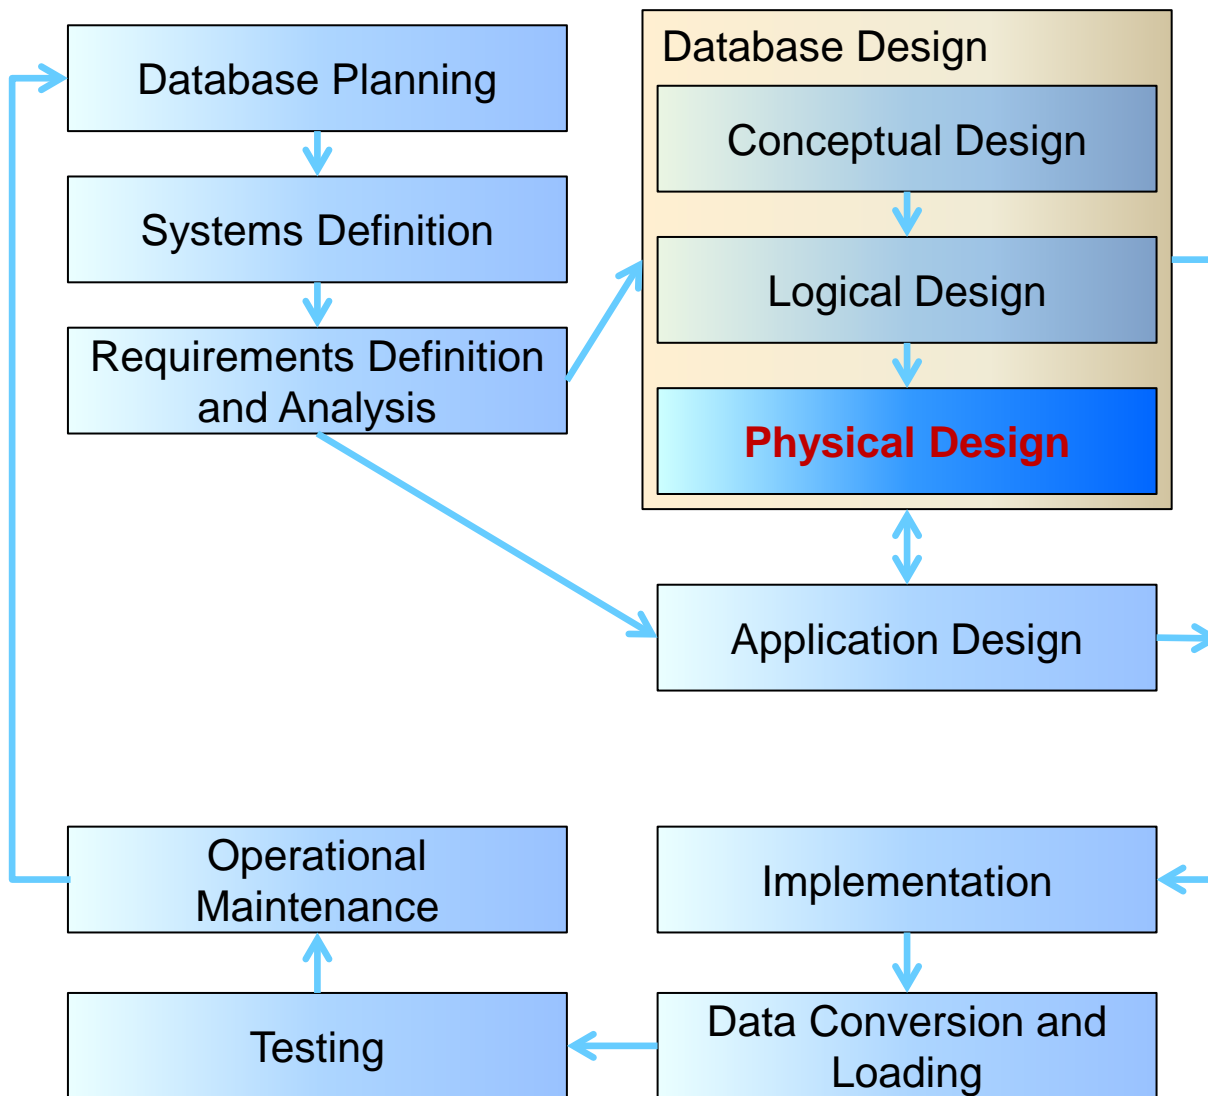 Database Planning
Systems Definition
Requirements Definition
and Analysis
Database Design
Conceptual Design
Logical Design
Physical Design
Application Design
Operational
Maintenance
Implementation
Testing
Data Conversion and
Loading